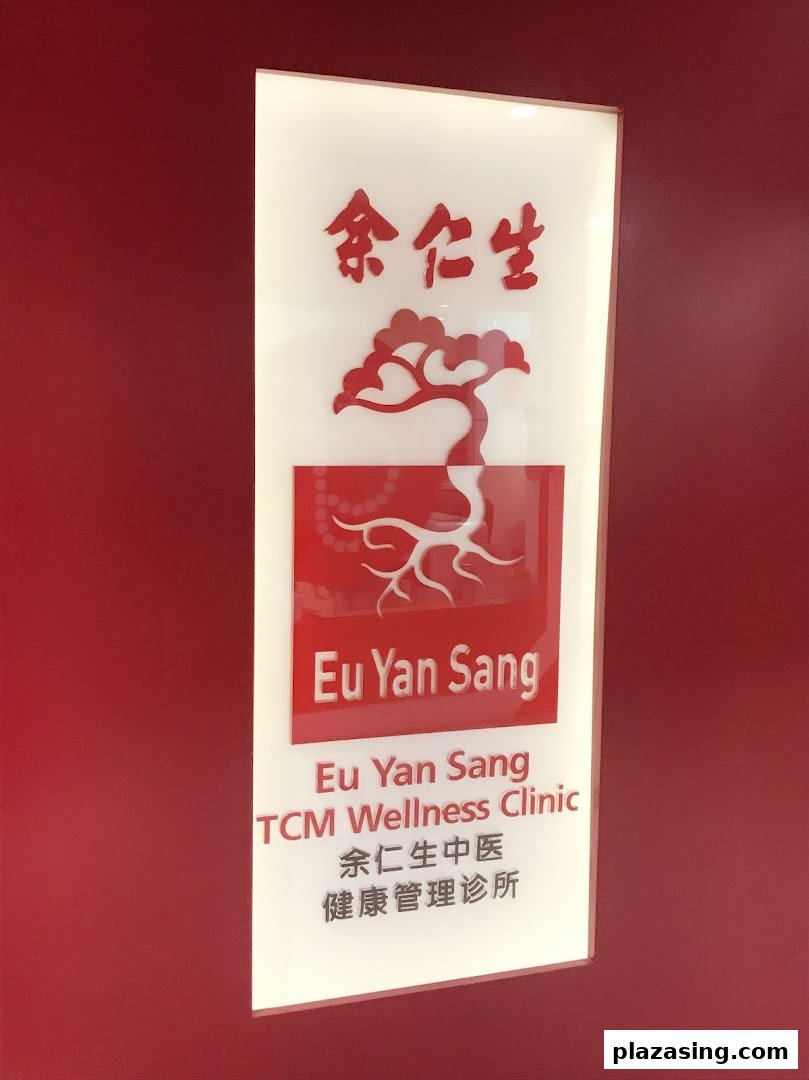 余仁生
Eu Yan Sang
Eu Yan Sang
TCM Wellness Clinic
余仁生中医
健康管理诊所
plazasing.com